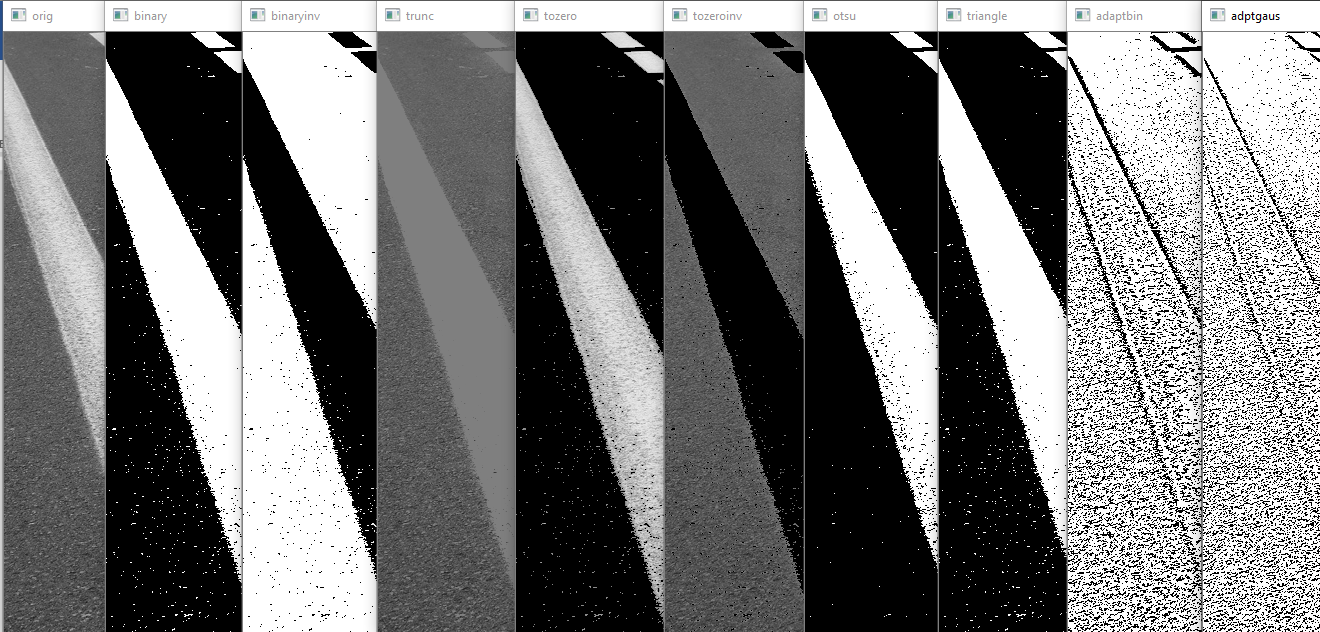 orig
binary
binaryinv
trunc
tozero
tozeroinv
otsu
triangle
adaptbin
adptgaus